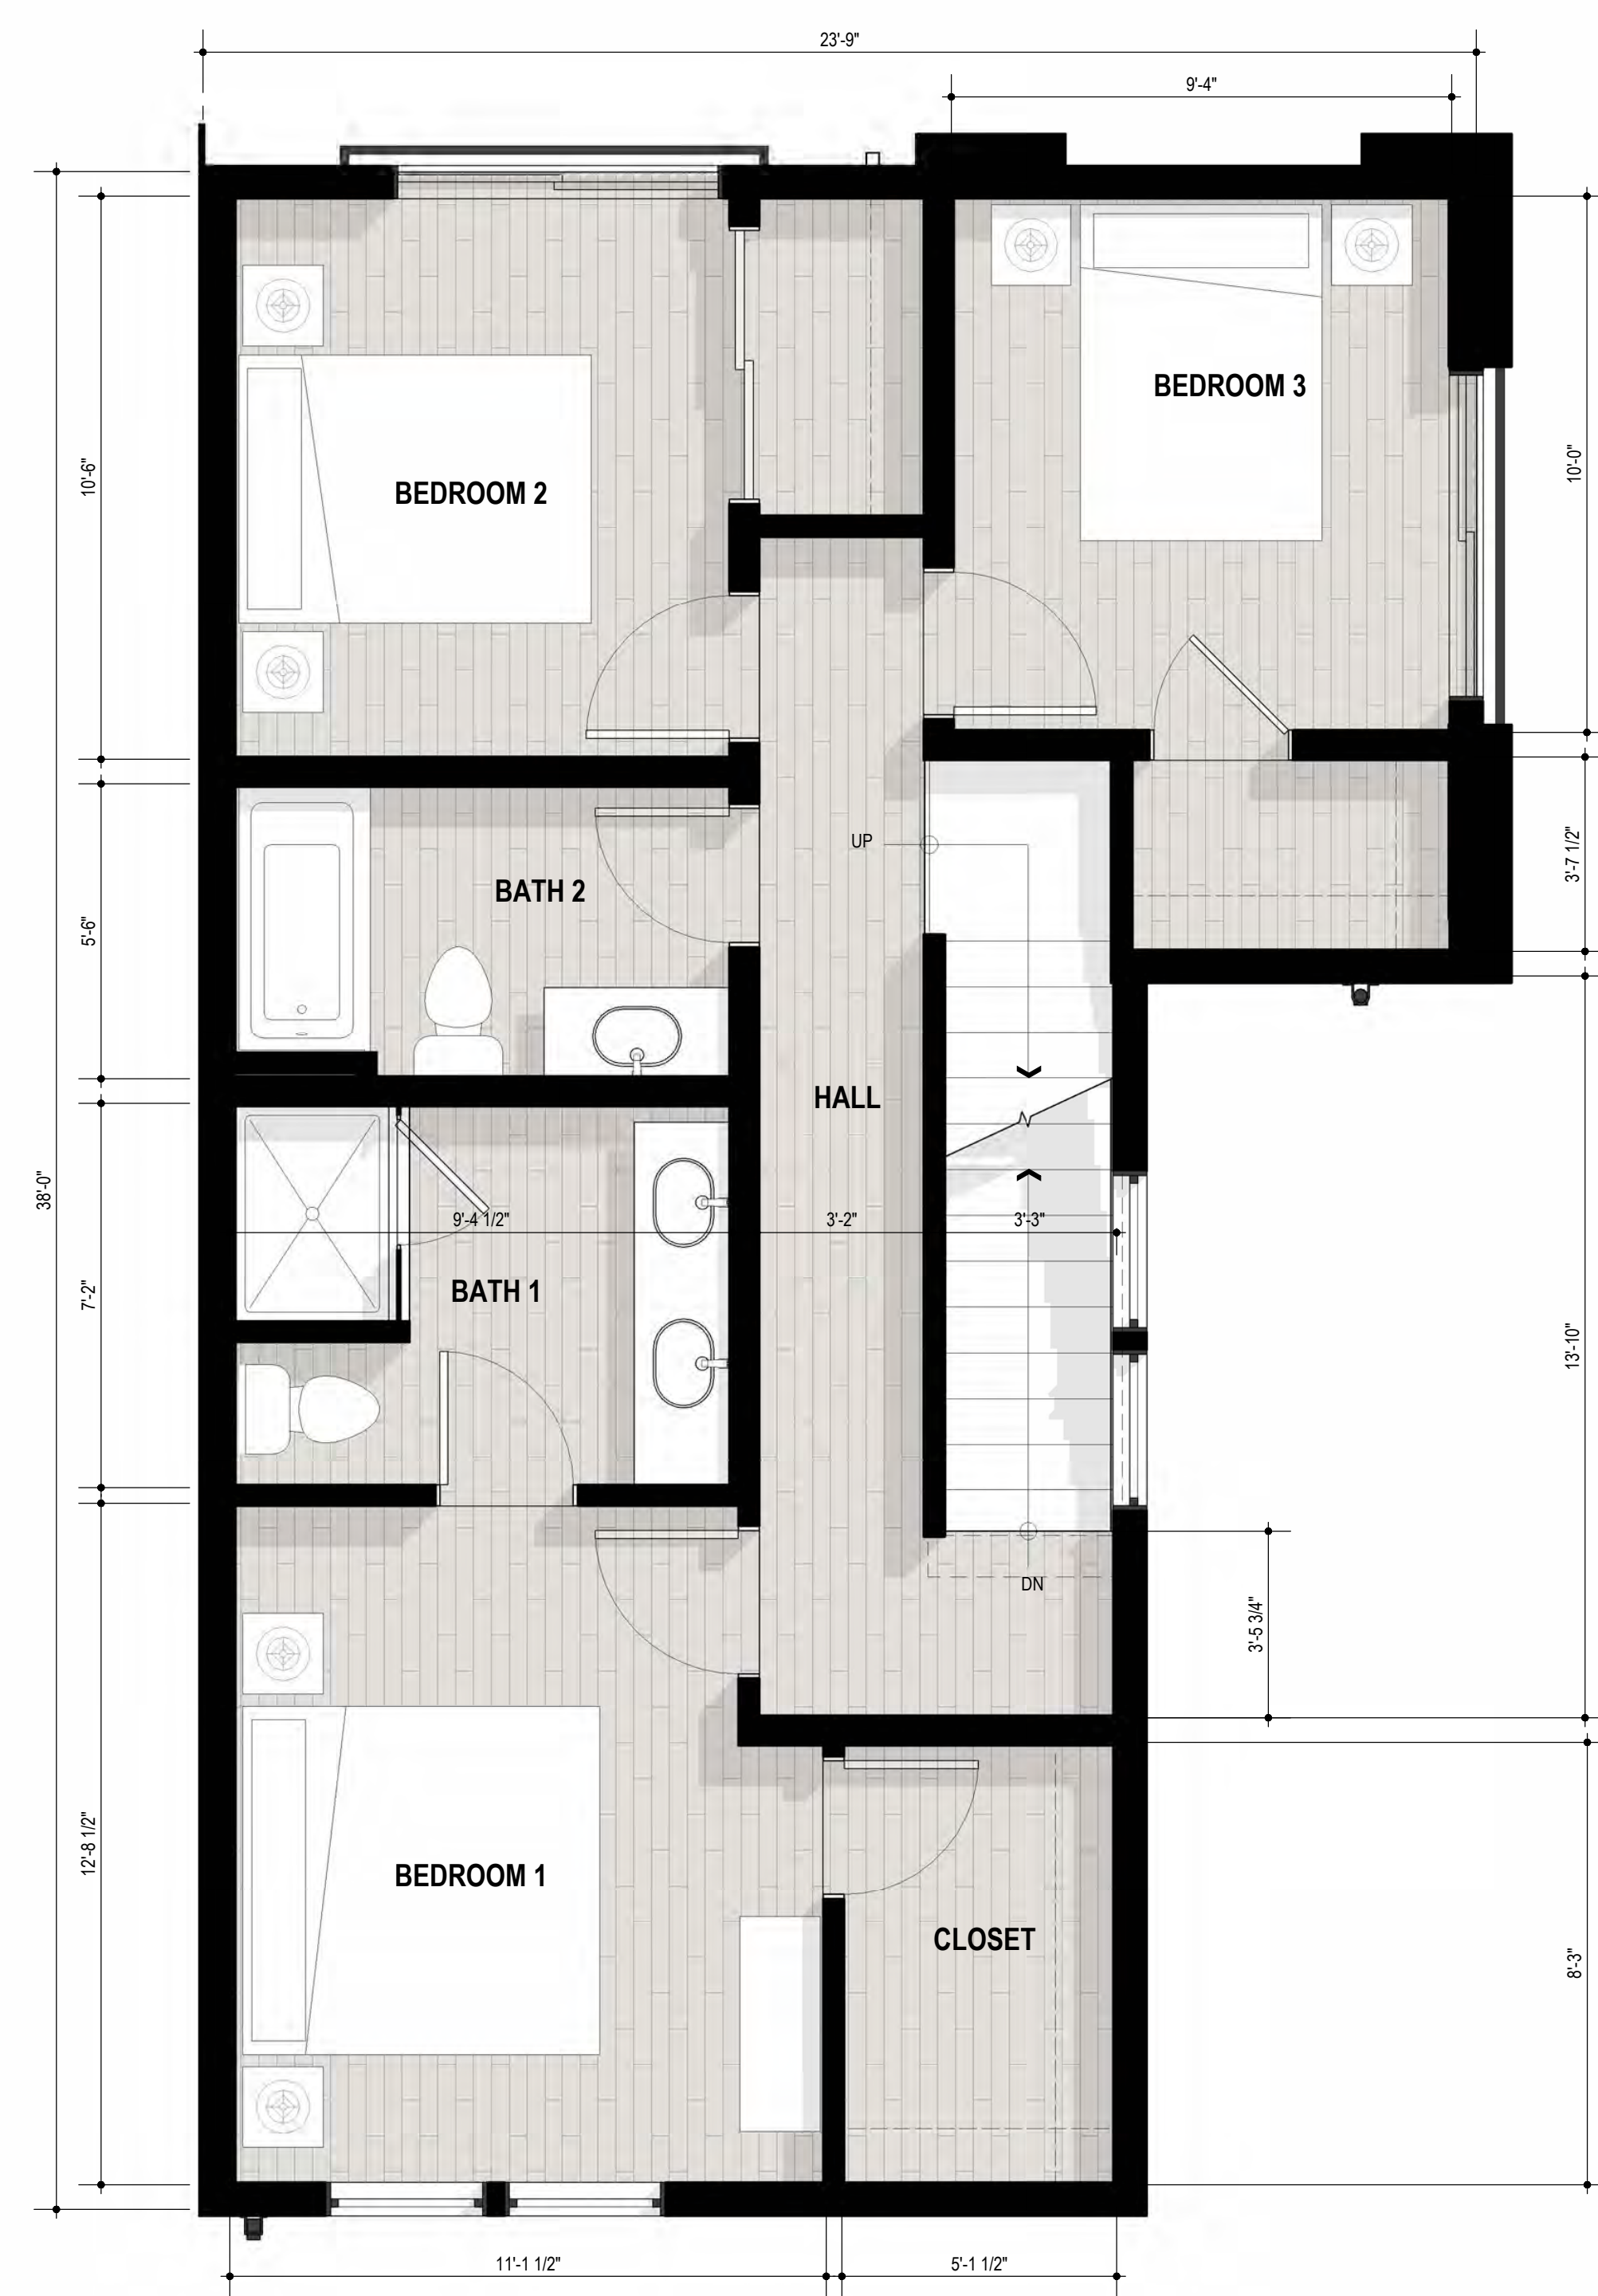 23'-9"
9'-4"
BEDROOM 3
BEDROOM 2
10'-6"
10'-0"
UP
3'-7 1/2"
BATH 2
5'-6"
HALL
38'-0"
9'-4 1/2"
3'-2"
3'-3"
BATH 1
7'-2"
13'-10"
DN
3'-5 3/4"
12'-8 1/2"
BEDROOM 1
CLOSET
8'-3"
11'-1 1/2"
5'-1 1/2"